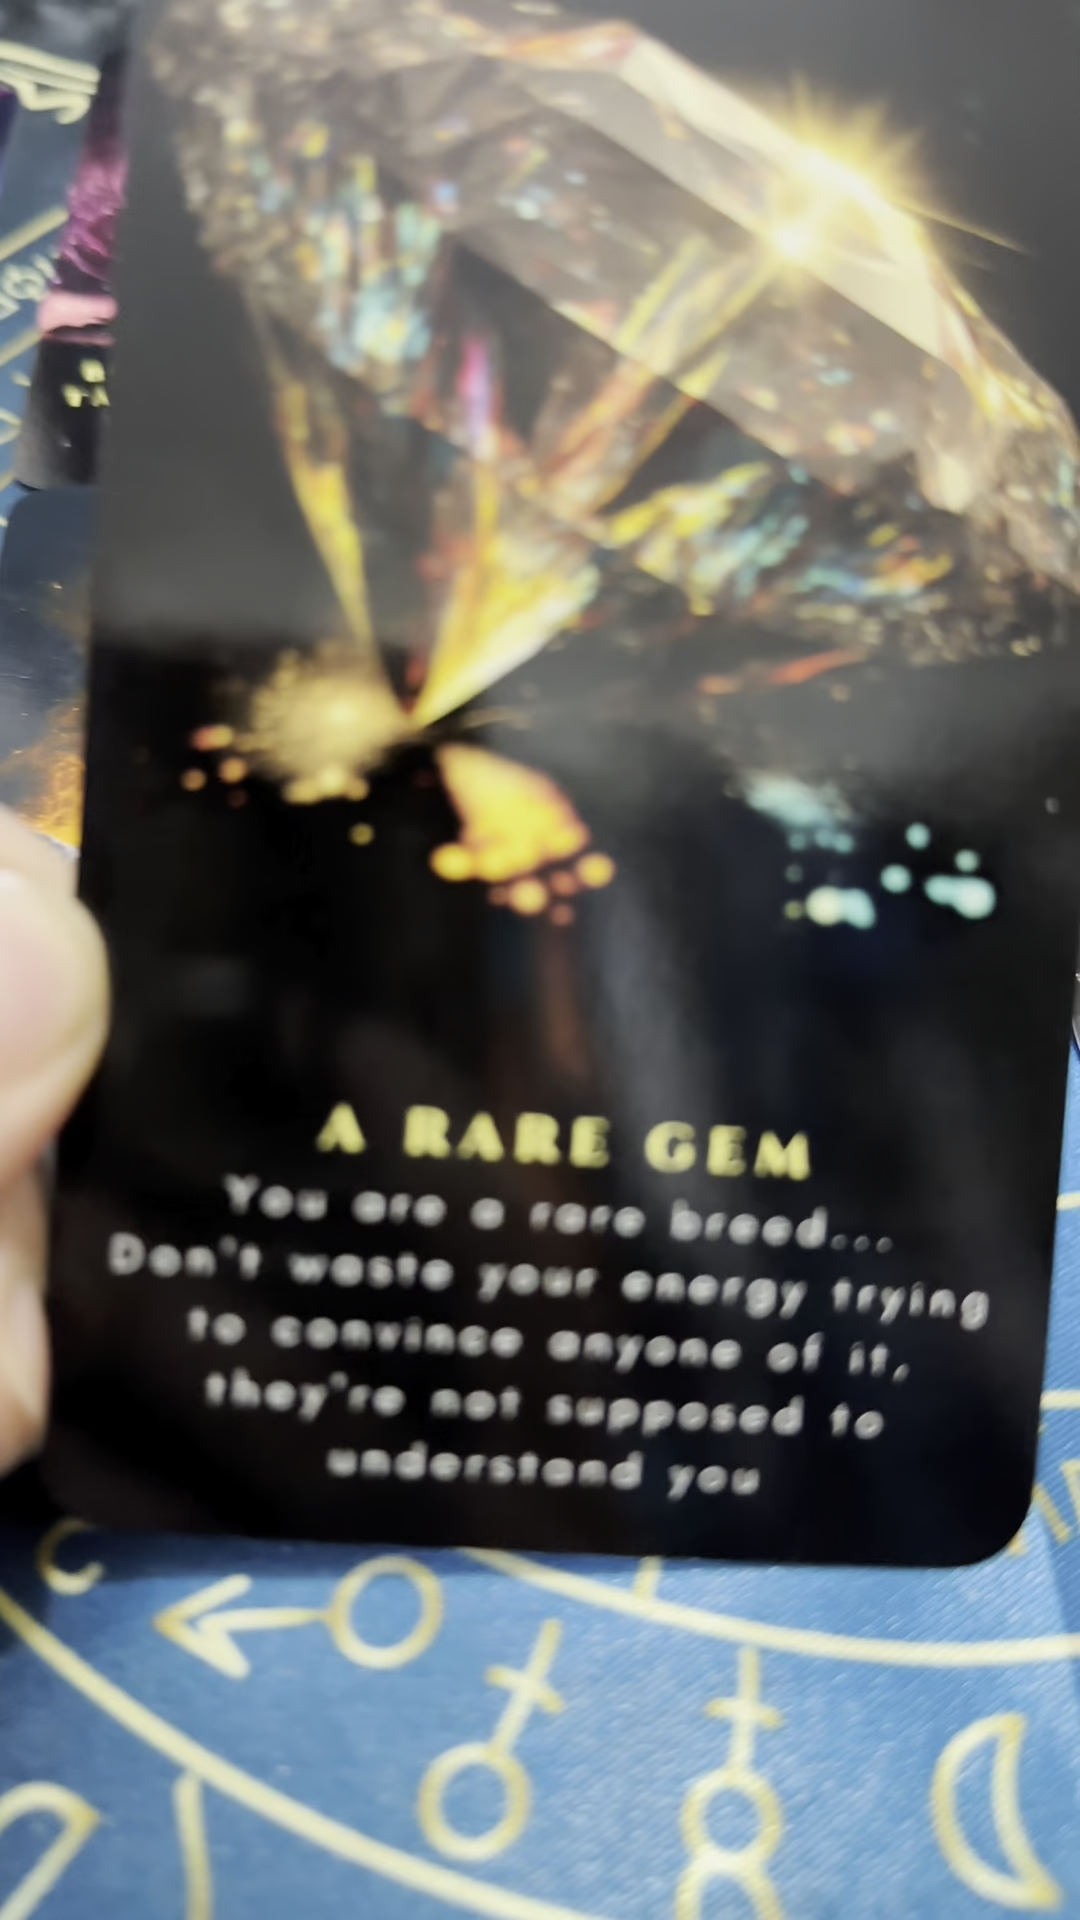 A RARE GEM
You are a rare breed...
Don't waste your energy trying
to convince anyone of it,
they're not supposed to
understand you